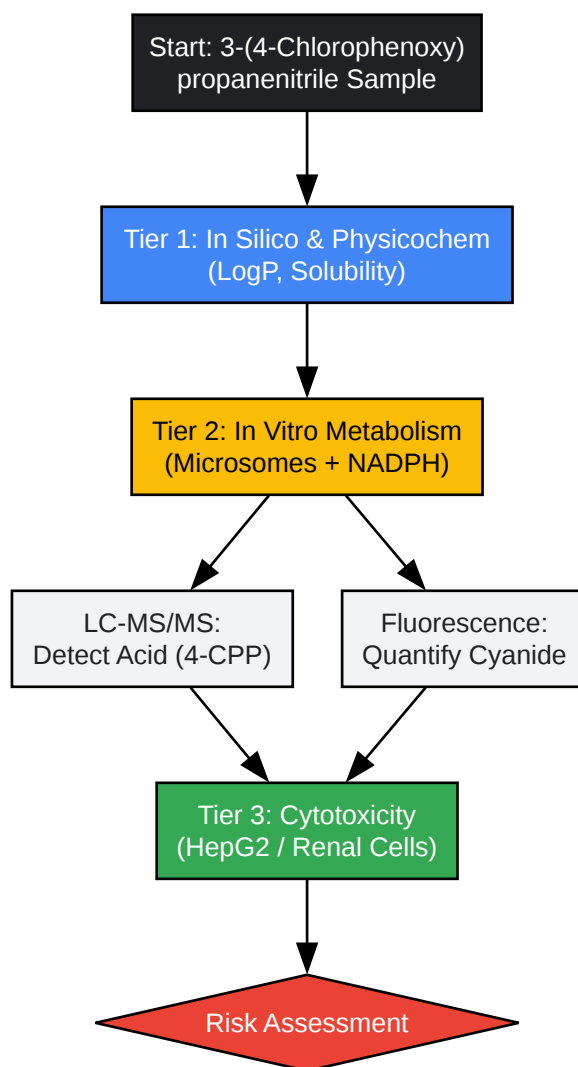 Start: 3-(4-Chlorophenoxy)
propanenitrile Sample
Tier 1: In Silico & Physicochem
(LogP, Solubility)
Tier 2: In Vitro Metabolism
(Microsomes + NADPH)
LC-MS/MS:
Detect Acid (4-CPP)
Fluorescence:
Quantify Cyanide
Tier 3: Cytotoxicity
(HepG2 / Renal Cells)
Risk Assessment